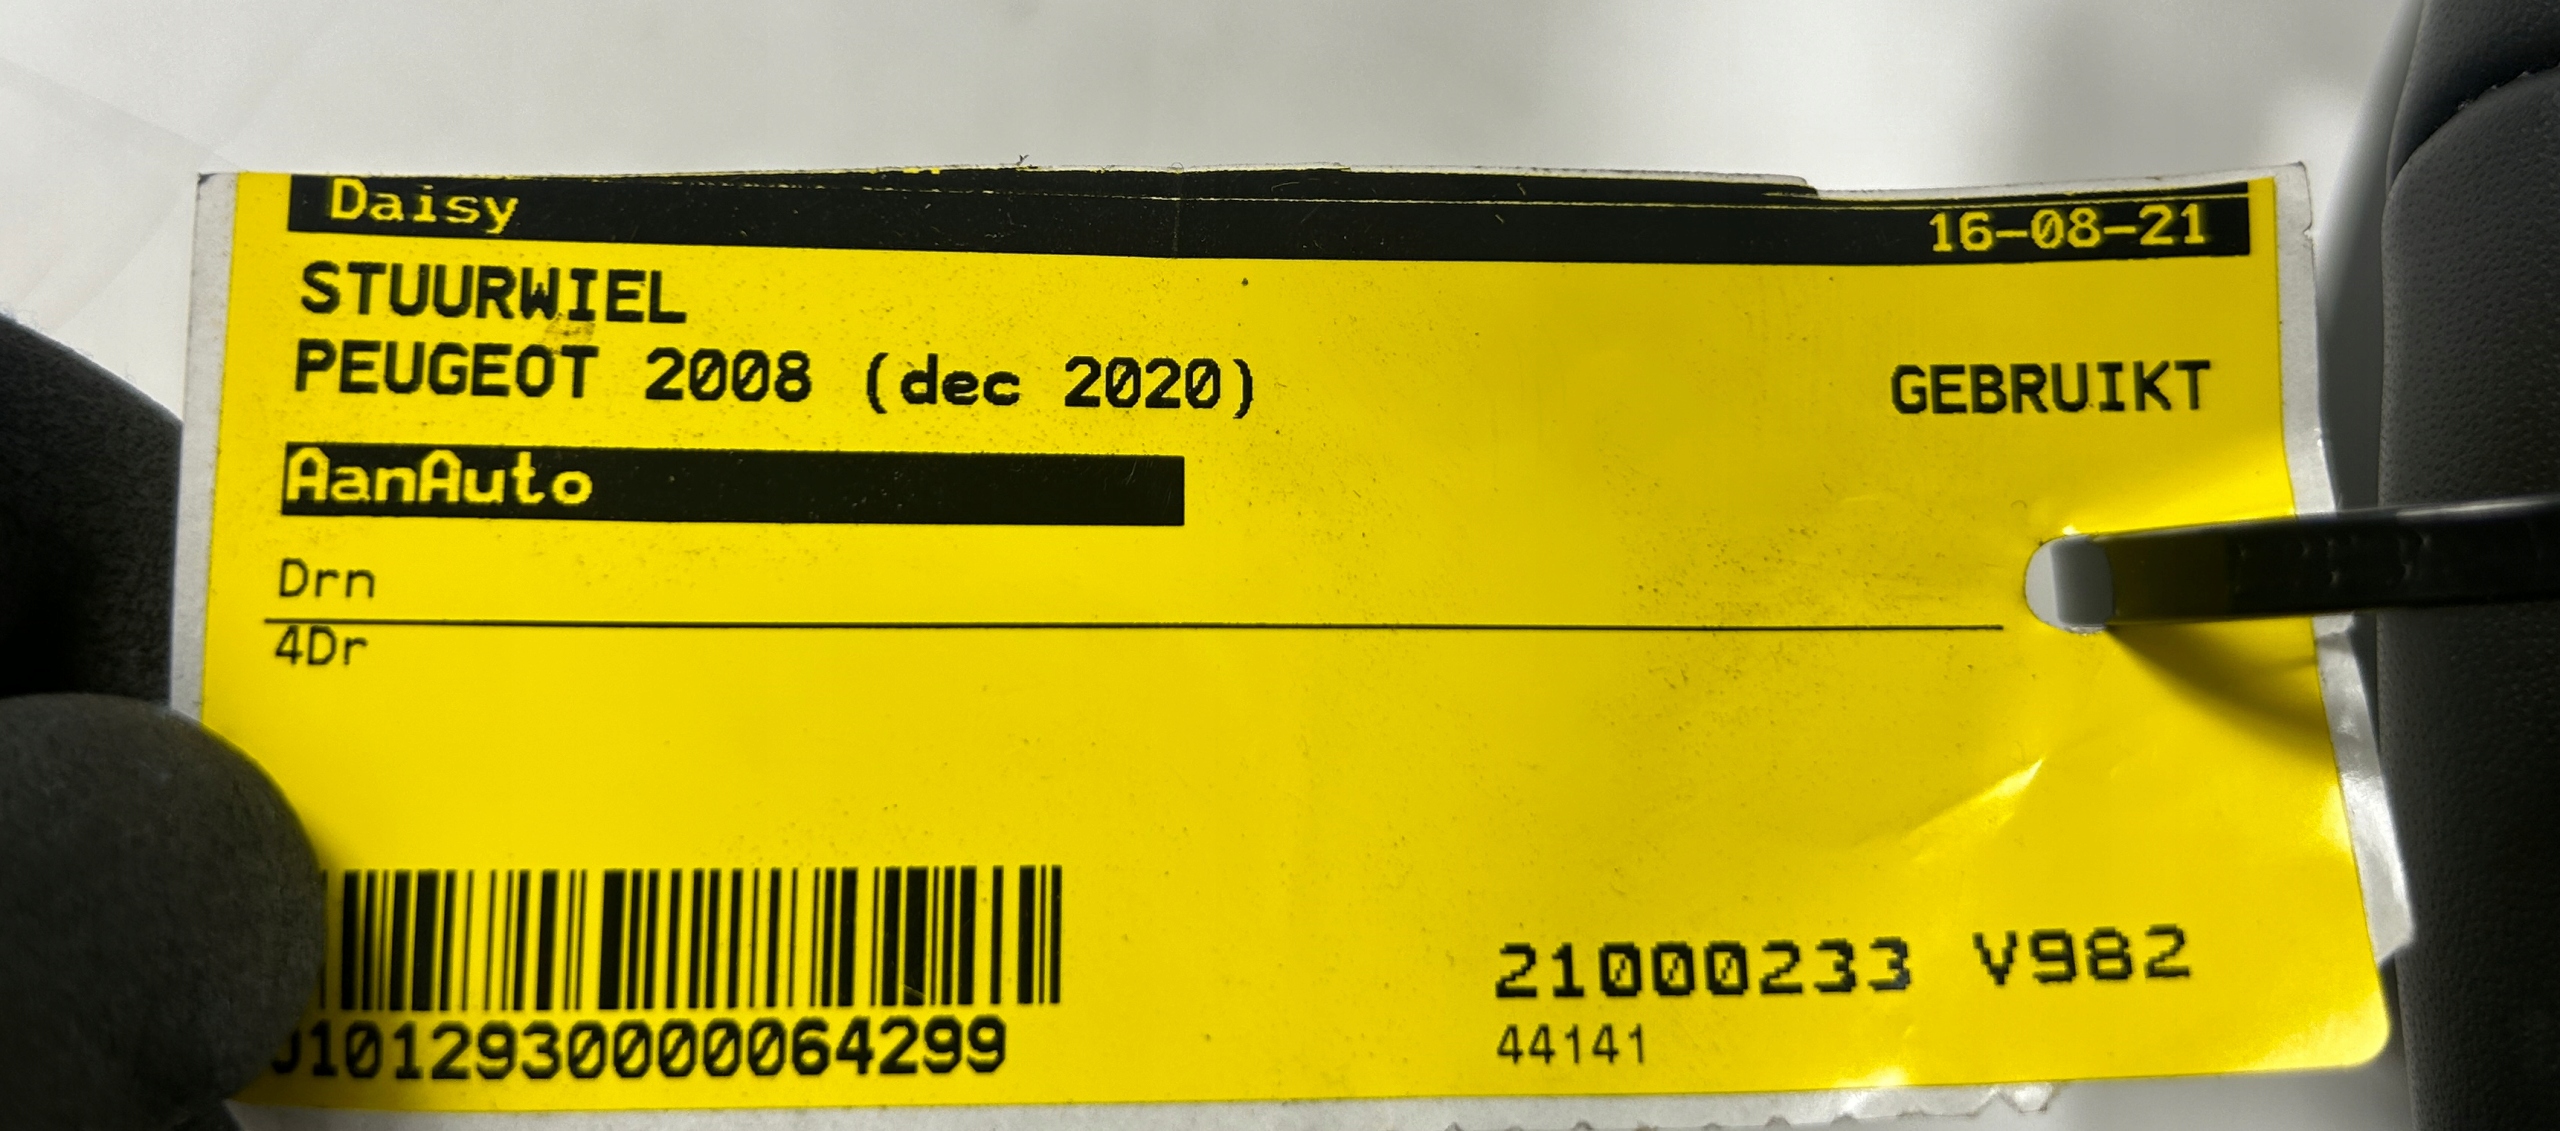 Daisy 16-08-21
STUURWIEL
PEUGEOT 2008 (dec 2020) GEBRUIKT
AanAuto
Drn
4Dr
21000233 V982
44141